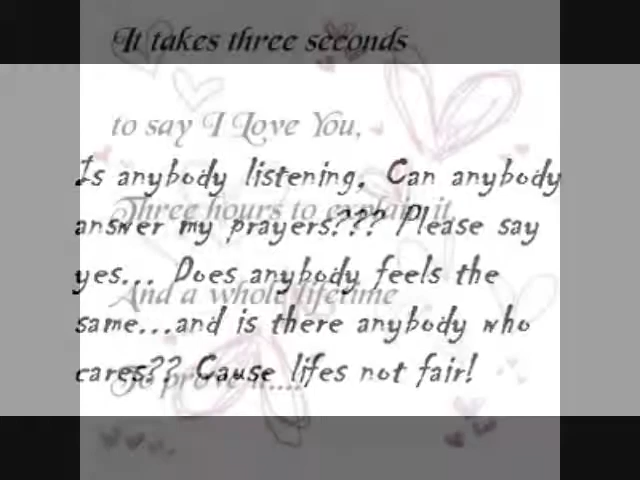 It takes three seconds
to say I Love You,
Is anybody listening, Can anybody
Three hours to explain it,
answer my prayers??? Please say
yes... Does anybody feels the
And a whole lifetime
same...and is there anybody who
cares?? Cause lifes not fair!
To prove it....